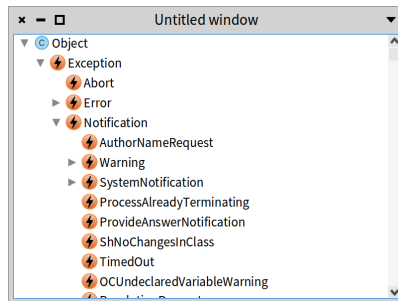 Untitled window
C Object
Exception
Abort
Error
Notification
AuthorNameRequest
Warning
SystemNotification
ProcessAlreadyTerminating
ProvideAnswerNotification
ShNoChangesInClass
TimedOut
OCUndeclaredVariableWarning